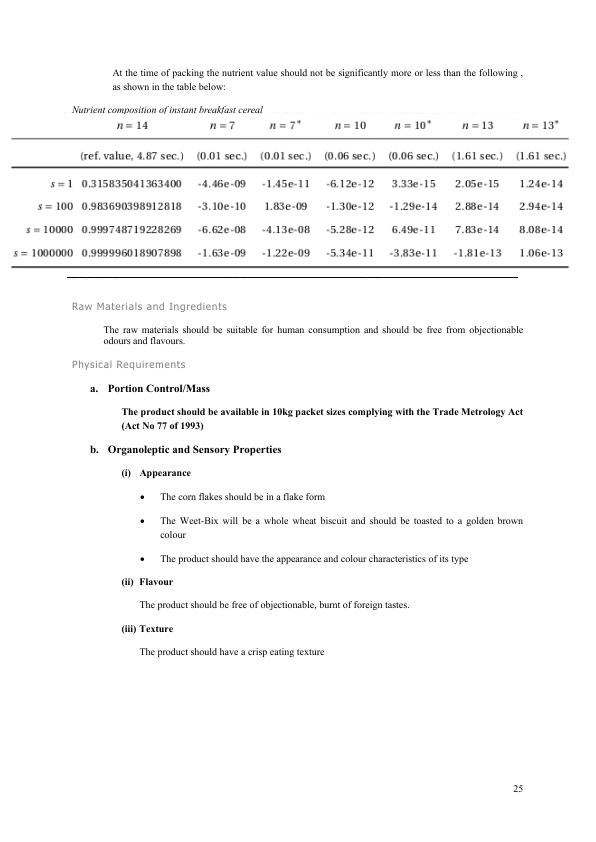 At the time of packing the nutrient value should not be significantly more or less than the following ,
as shown in the table below:
Nutrient composition of instant breakfast cereal
n = 14 n = 7 n = 7* n = 10 n = 10* n = 13 n = 13*
(ref. value, 4.87 sec.) (0.01 sec.) (0.01 sec.) (0.06 sec.) (0.06 sec.) (1.61 sec.) (1.61 sec.)
s = 1 0.315835041363400 -4.46e-09 -1.45e-11 -6.12e-12 3.33e-15 2.05e-15 1.24e-14
s = 100 0.983690398912818 -3.10e-10 1.83e-09 -1.30e-12 -1.29e-14 2.88e-14 2.94e-14
s = 10000 0.999748719228269 -6.62e-08 -4.13e-08 -5.28e-12 6.49e-11 7.83e-14 8.08e-14
s = 1000000 0.999996018907898 -1.63e-09 -1.22e-09 -5.34e-11 -3.83e-11 -1.81e-13 1.06e-13
Raw Materials and Ingredients
The raw materials should be suitable for human consumption and should be free from objectionable
odours and flavours.
Physical Requirements
a. Portion Control/Mass
The product should be available in 10kg packet sizes complying with the Trade Metrology Act
(Act No 77 of 1993)
b. Organoleptic and Sensory Properties
(i) Appearance
• The corn flakes should be in a flake form
• The Weet-Bix will be a whole wheat biscuit and should be toasted to a golden brown
colour
• The product should have the appearance and colour characteristics of its type
(ii) Flavour
The product should be free of objectionable, burnt of foreign tastes.
(iii) Texture
The product should have a crisp eating texture
25